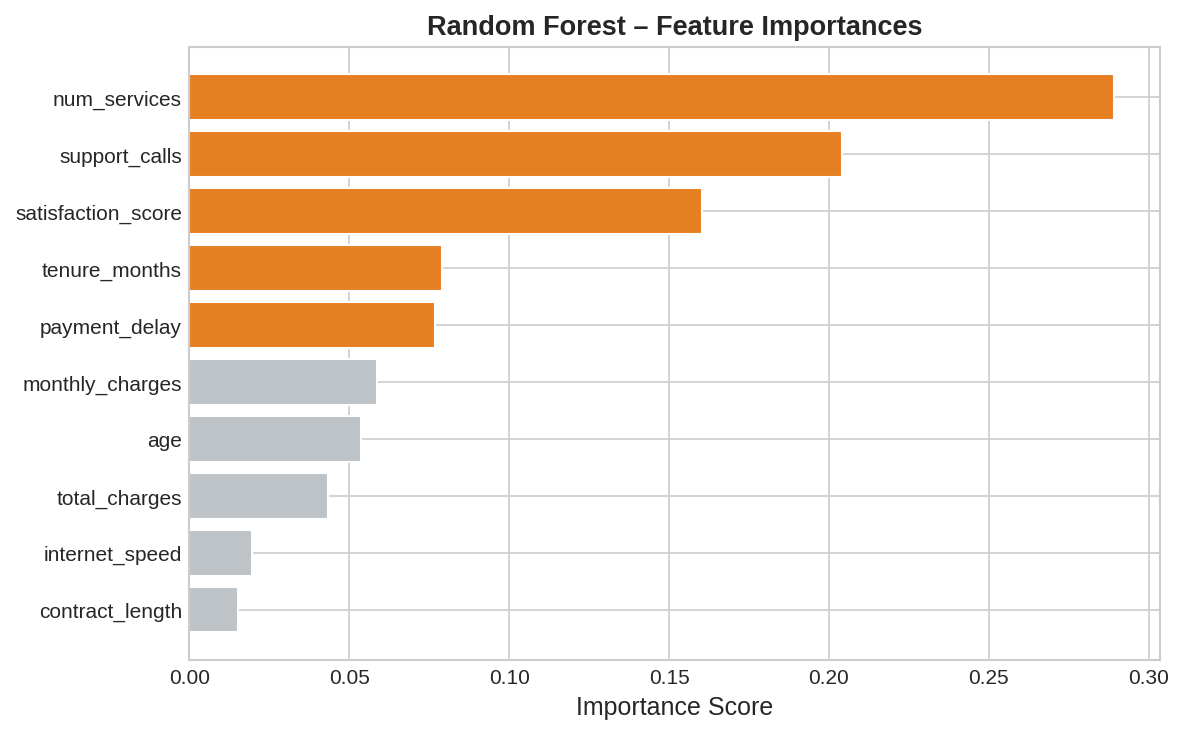 Random Forest – Feature Importances
num_services
support_calls
satisfaction_score
tenure_months
payment_delay
monthly_charges
age
total_charges
internet_speed
contract_length
0.00 0.05 0.10 0.15 0.20 0.25 0.30
Importance Score